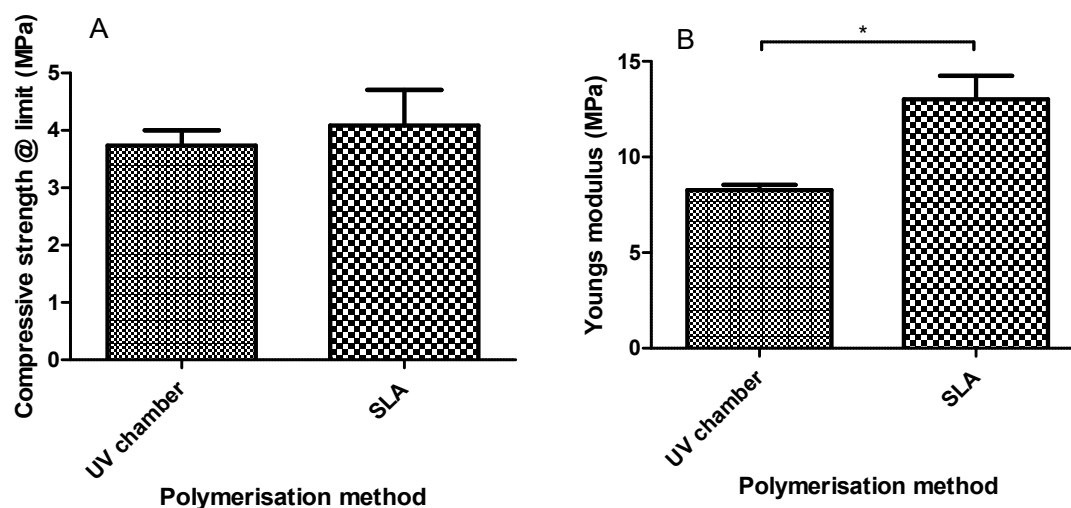 A
Compressive strength @ limit (MPa)
5
4
3
2
1
0
UV chamber
SLA
Polymerisation method
B
*
Youngs modulus (MPa)
15
10
5
0
UV chamber
SLA
Polymerisation method